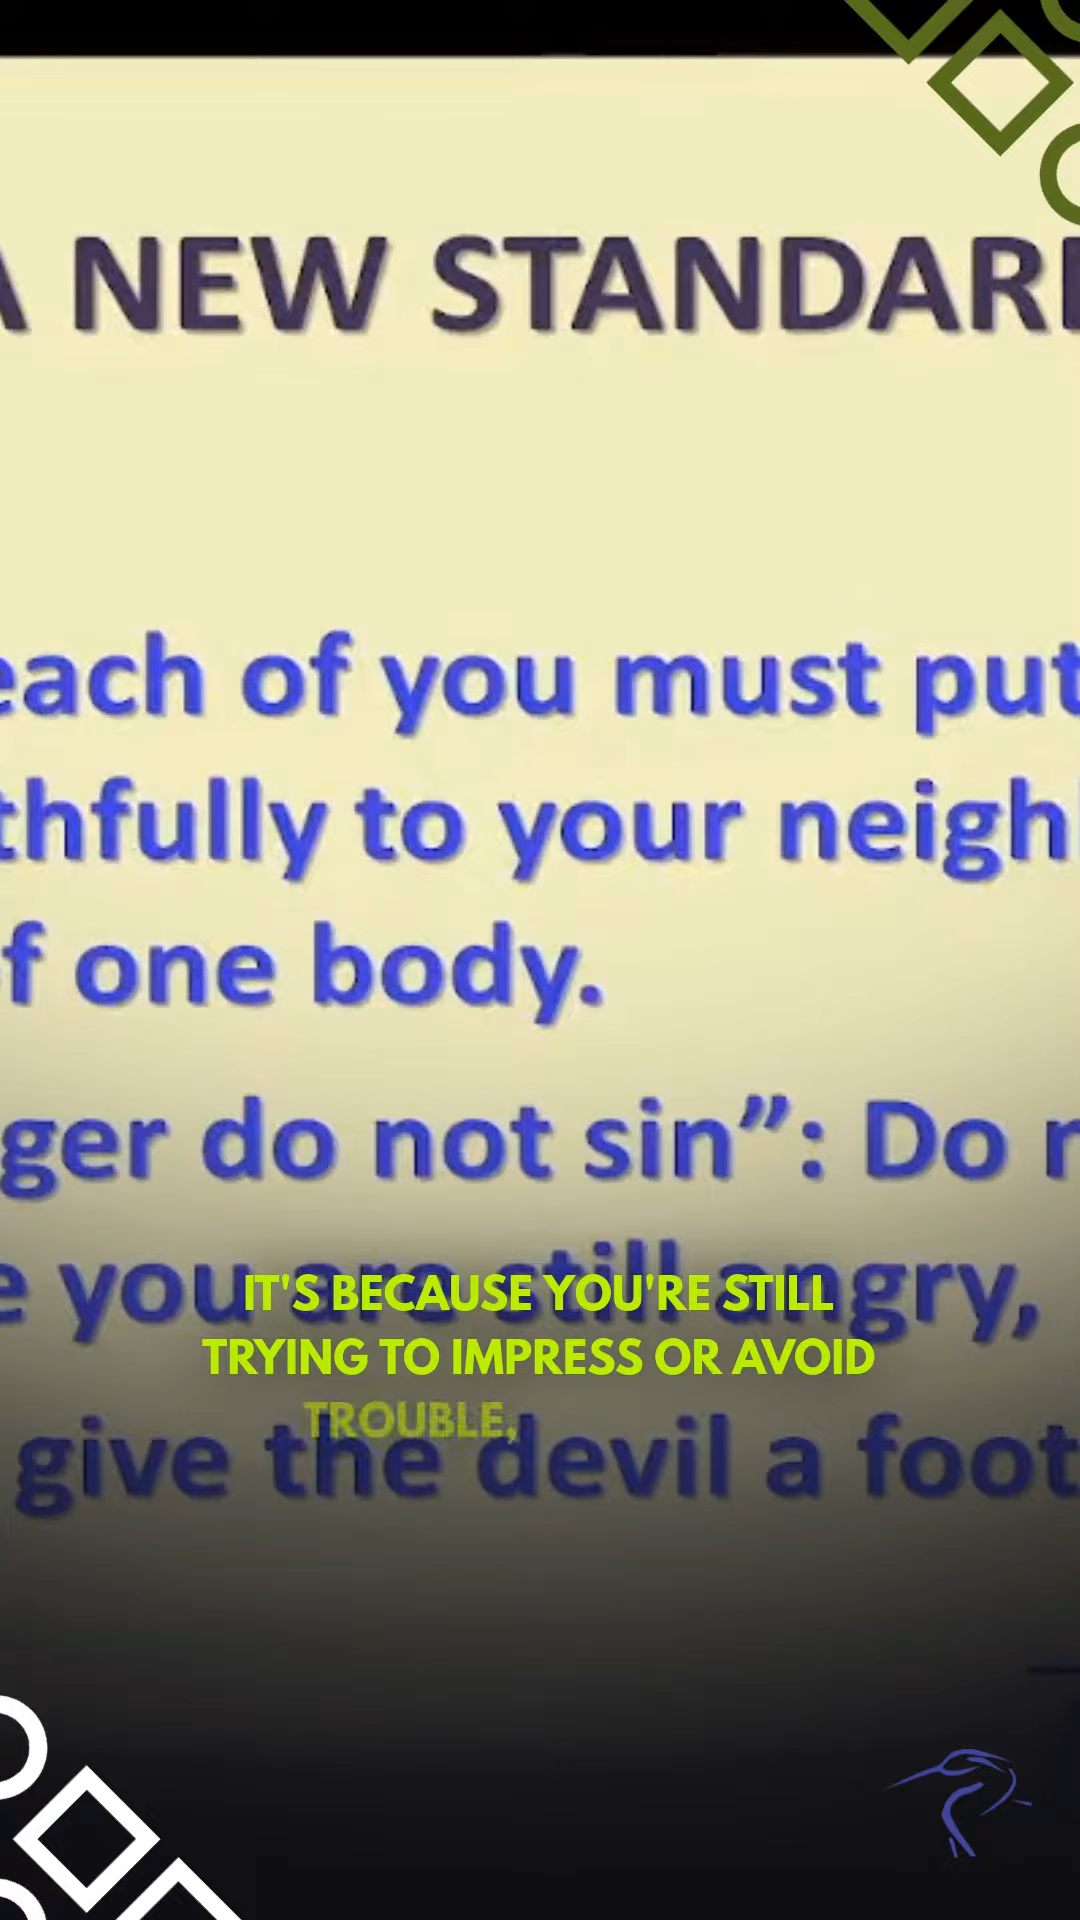 A NEW STANDARD
each of you must put
thfully to your neigh
of one body.
ger do not sin”: Do n
e you are still angry,
IT'S BECAUSE YOU'RE STILL
TRYING TO IMPRESS OR AVOID
TROUBLE,
give the devil a foot